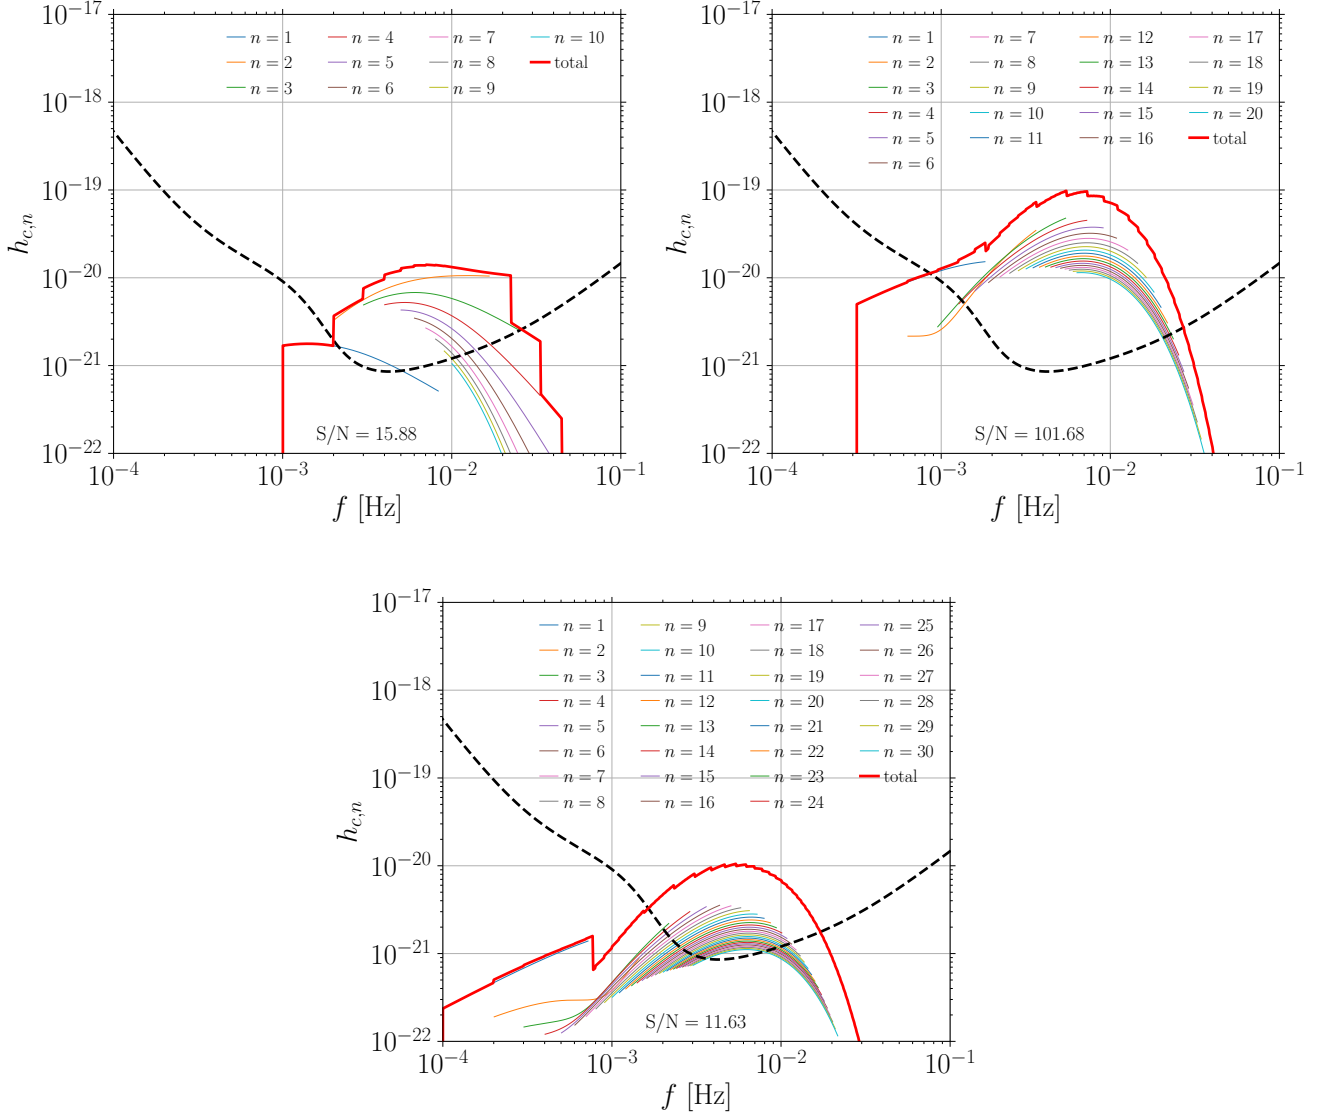 10⁻¹⁷
10⁻¹⁸
10⁻¹⁹
10⁻²⁰
10⁻²¹
10⁻²²
h_{c,n}
n = 1 n = 4 n = 7 n = 10
n = 2 n = 5 n = 8 total
n = 3 n = 6 n = 9
S/N = 15.88
10⁻⁴ 10⁻³ 10⁻² 10⁻¹
f [Hz]
10⁻¹⁷
10⁻¹⁸
10⁻¹⁹
10⁻²⁰
10⁻²¹
10⁻²²
h_{c,n}
n = 1 n = 7 n = 12 n = 17
n = 2 n = 8 n = 13 n = 18
n = 3 n = 9 n = 14 n = 19
n = 4 n = 10 n = 15 n = 20
n = 5 n = 11 n = 16 total
n = 6
S/N = 101.68
10⁻⁴ 10⁻³ 10⁻² 10⁻¹
f [Hz]
10⁻¹⁷
10⁻¹⁸
10⁻¹⁹
10⁻²⁰
10⁻²¹
10⁻²²
h_{c,n}
n = 1 n = 9 n = 17 n = 25
n = 2 n = 10 n = 18 n = 26
n = 3 n = 11 n = 19 n = 27
n = 4 n = 12 n = 20 n = 28
n = 5 n = 13 n = 21 n = 29
n = 6 n = 14 n = 22 n = 30
n = 7 n = 15 n = 23 total
n = 8 n = 16 n = 24
S/N = 11.63
10⁻⁴ 10⁻³ 10⁻² 10⁻¹
f [Hz]